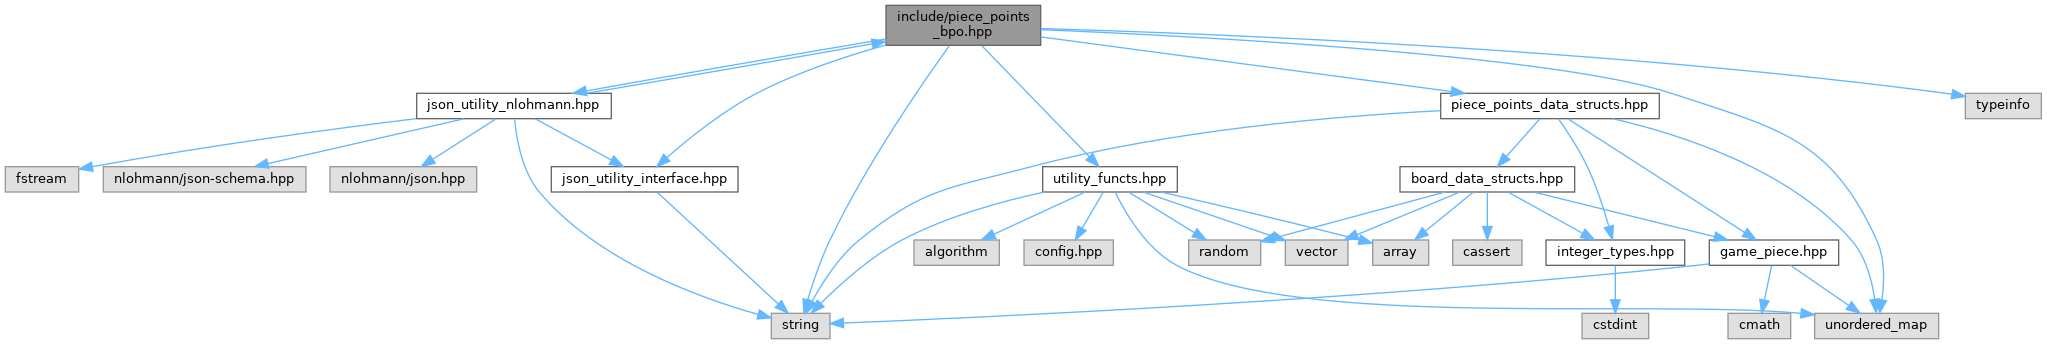 include/piece_points
_bpo.hpp
json_utility_nlohmann.hpp
piece_points_data_structs.hpp
typeinfo
fstream
nlohmann/json-schema.hpp
nlohmann/json.hpp
json_utility_interface.hpp
utility_functs.hpp
board_data_structs.hpp
algorithm
config.hpp
random
vector
array
cassert
integer_types.hpp
game_piece.hpp
string
cstdint
cmath
unordered_map